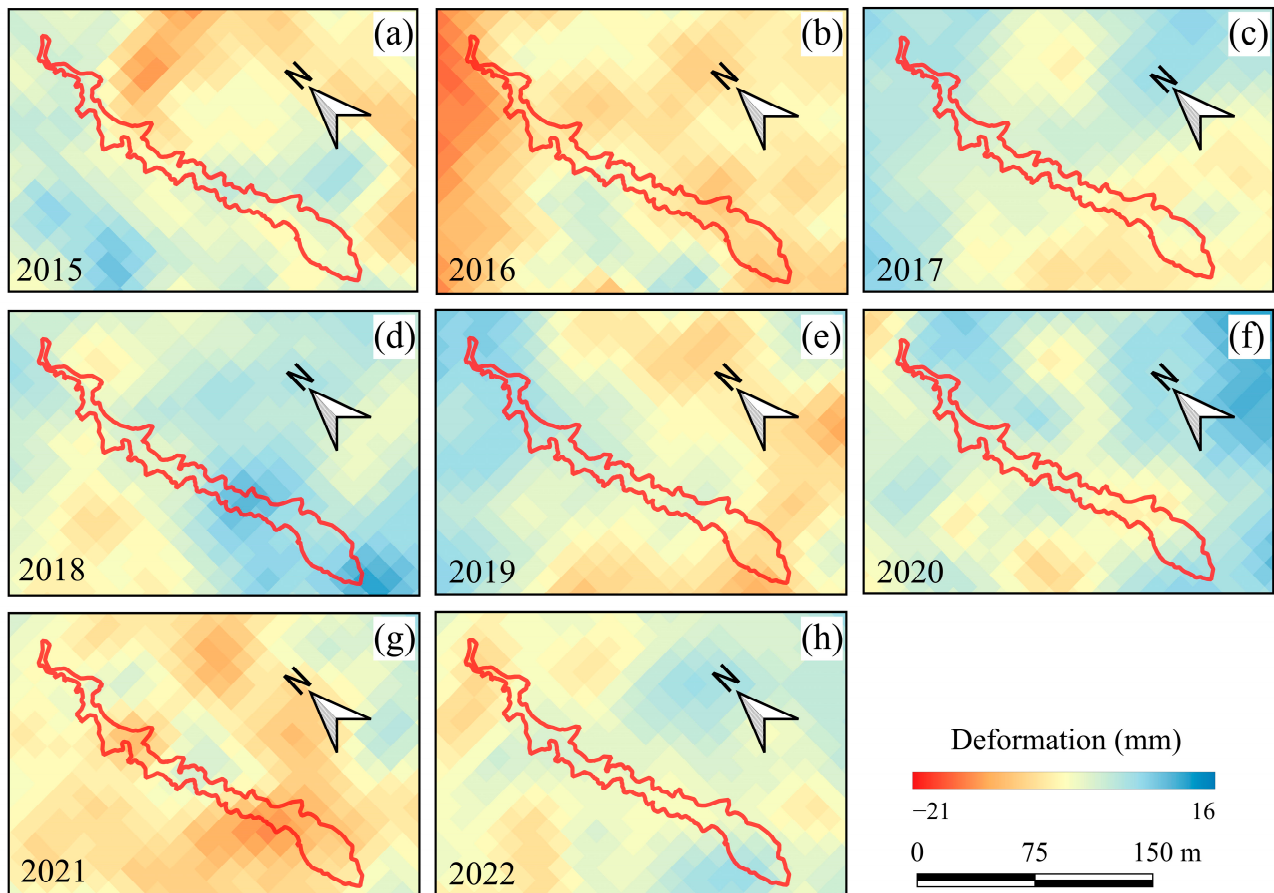 (a)
N
2015
(b)
N
2016
(c)
N
2017
(d)
N
2018
(e)
N
2019
(f)
N
2020
(g)
N
2021
(h)
N
2022
Deformation (mm)
−21 16
0 75 150 m